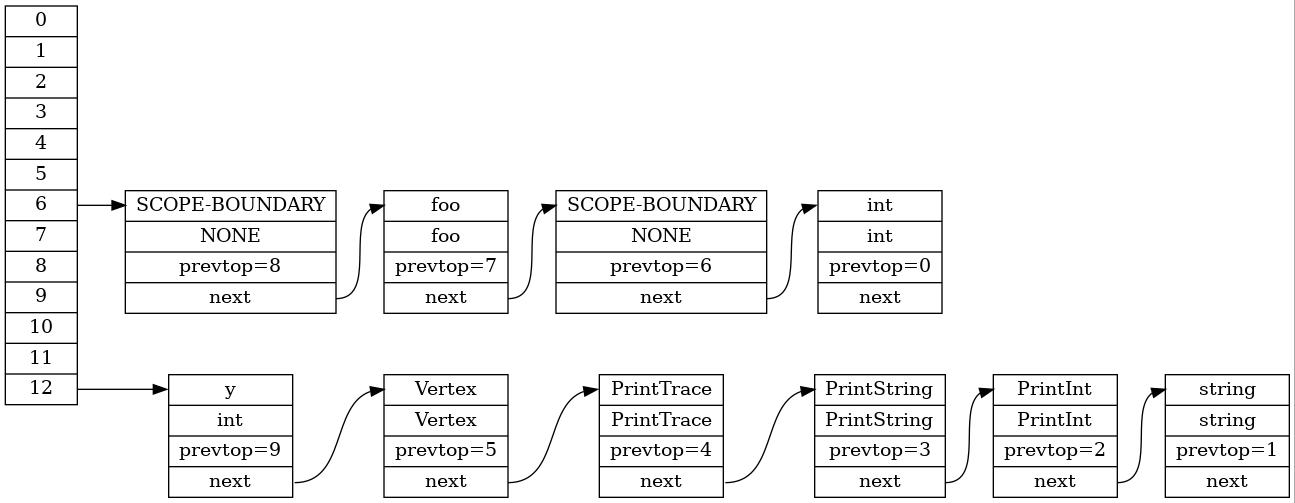 0
1
2
3
4
5
6
7
8
9
10
11
12
SCOPE-BOUNDARY
NONE
prevtop=8
next
foo
foo
prevtop=7
next
SCOPE-BOUNDARY
NONE
prevtop=6
next
int
int
prevtop=0
next
y
int
prevtop=9
next
Vertex
Vertex
prevtop=5
next
PrintTrace
PrintTrace
prevtop=4
next
PrintString
PrintString
prevtop=3
next
PrintInt
PrintInt
prevtop=2
next
string
string
prevtop=1
next